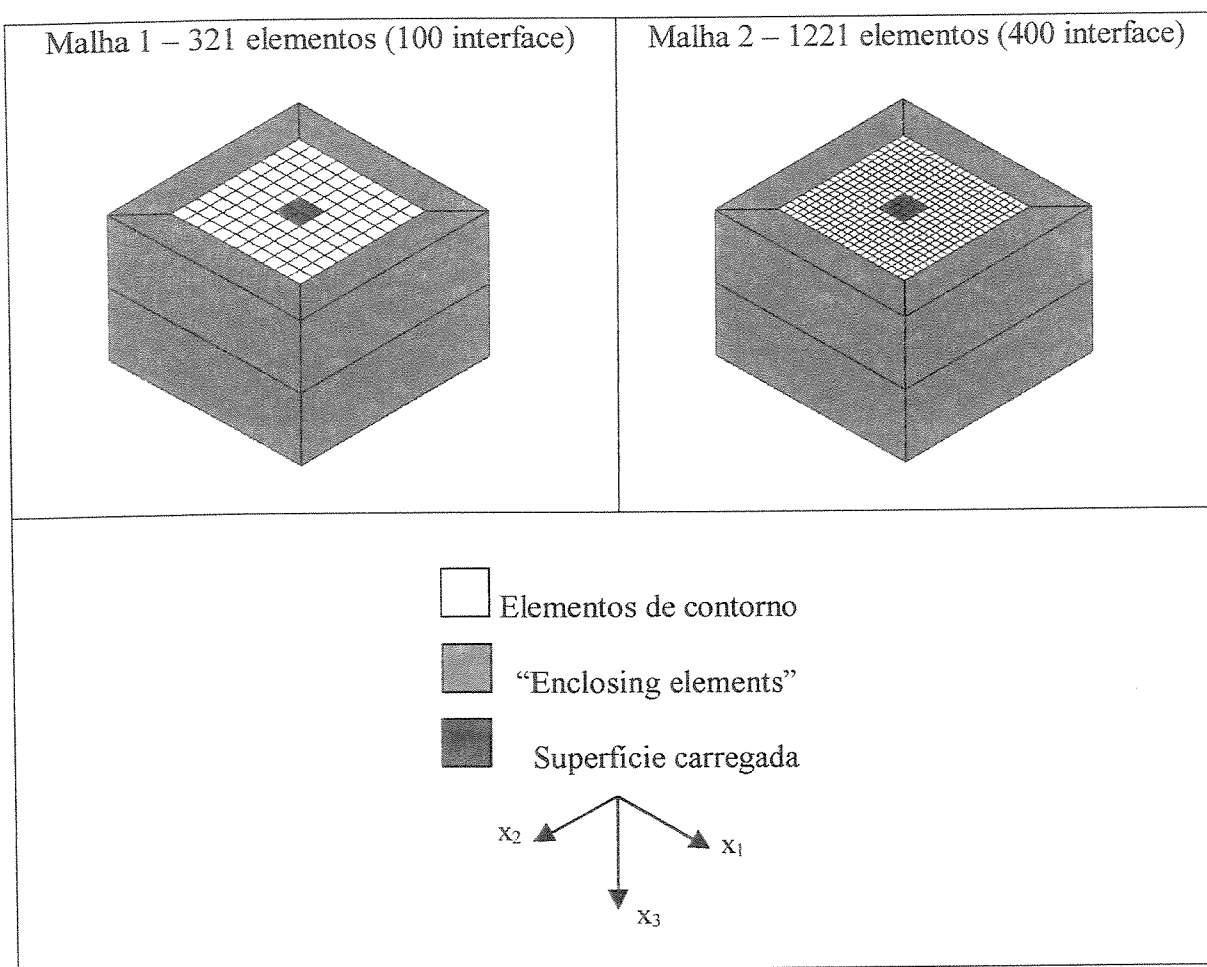 Malha 1 – 321 elementos (100 interface)
Malha 2 – 1221 elementos (400 interface)
Elementos de contorno
“Enclosing elements”
Superfície carregada
x₂
x₁
x₃